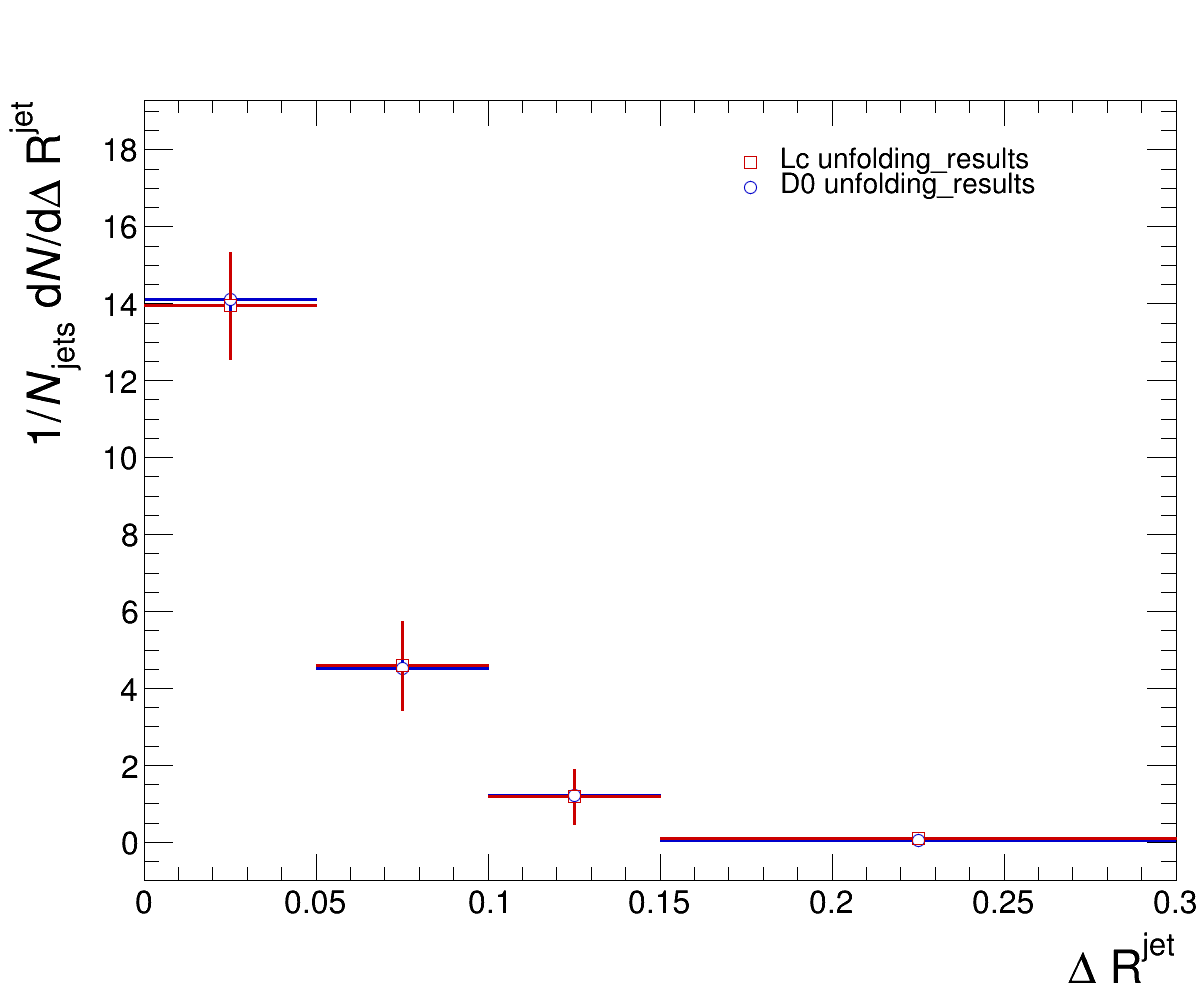 1/N_jets dN/dΔ R^jet
18
16
14
12
10
8
6
4
2
0
Lc unfolding_results
D0 unfolding_results
0 0.05 0.1 0.15 0.2 0.25 0.3
Δ R^jet